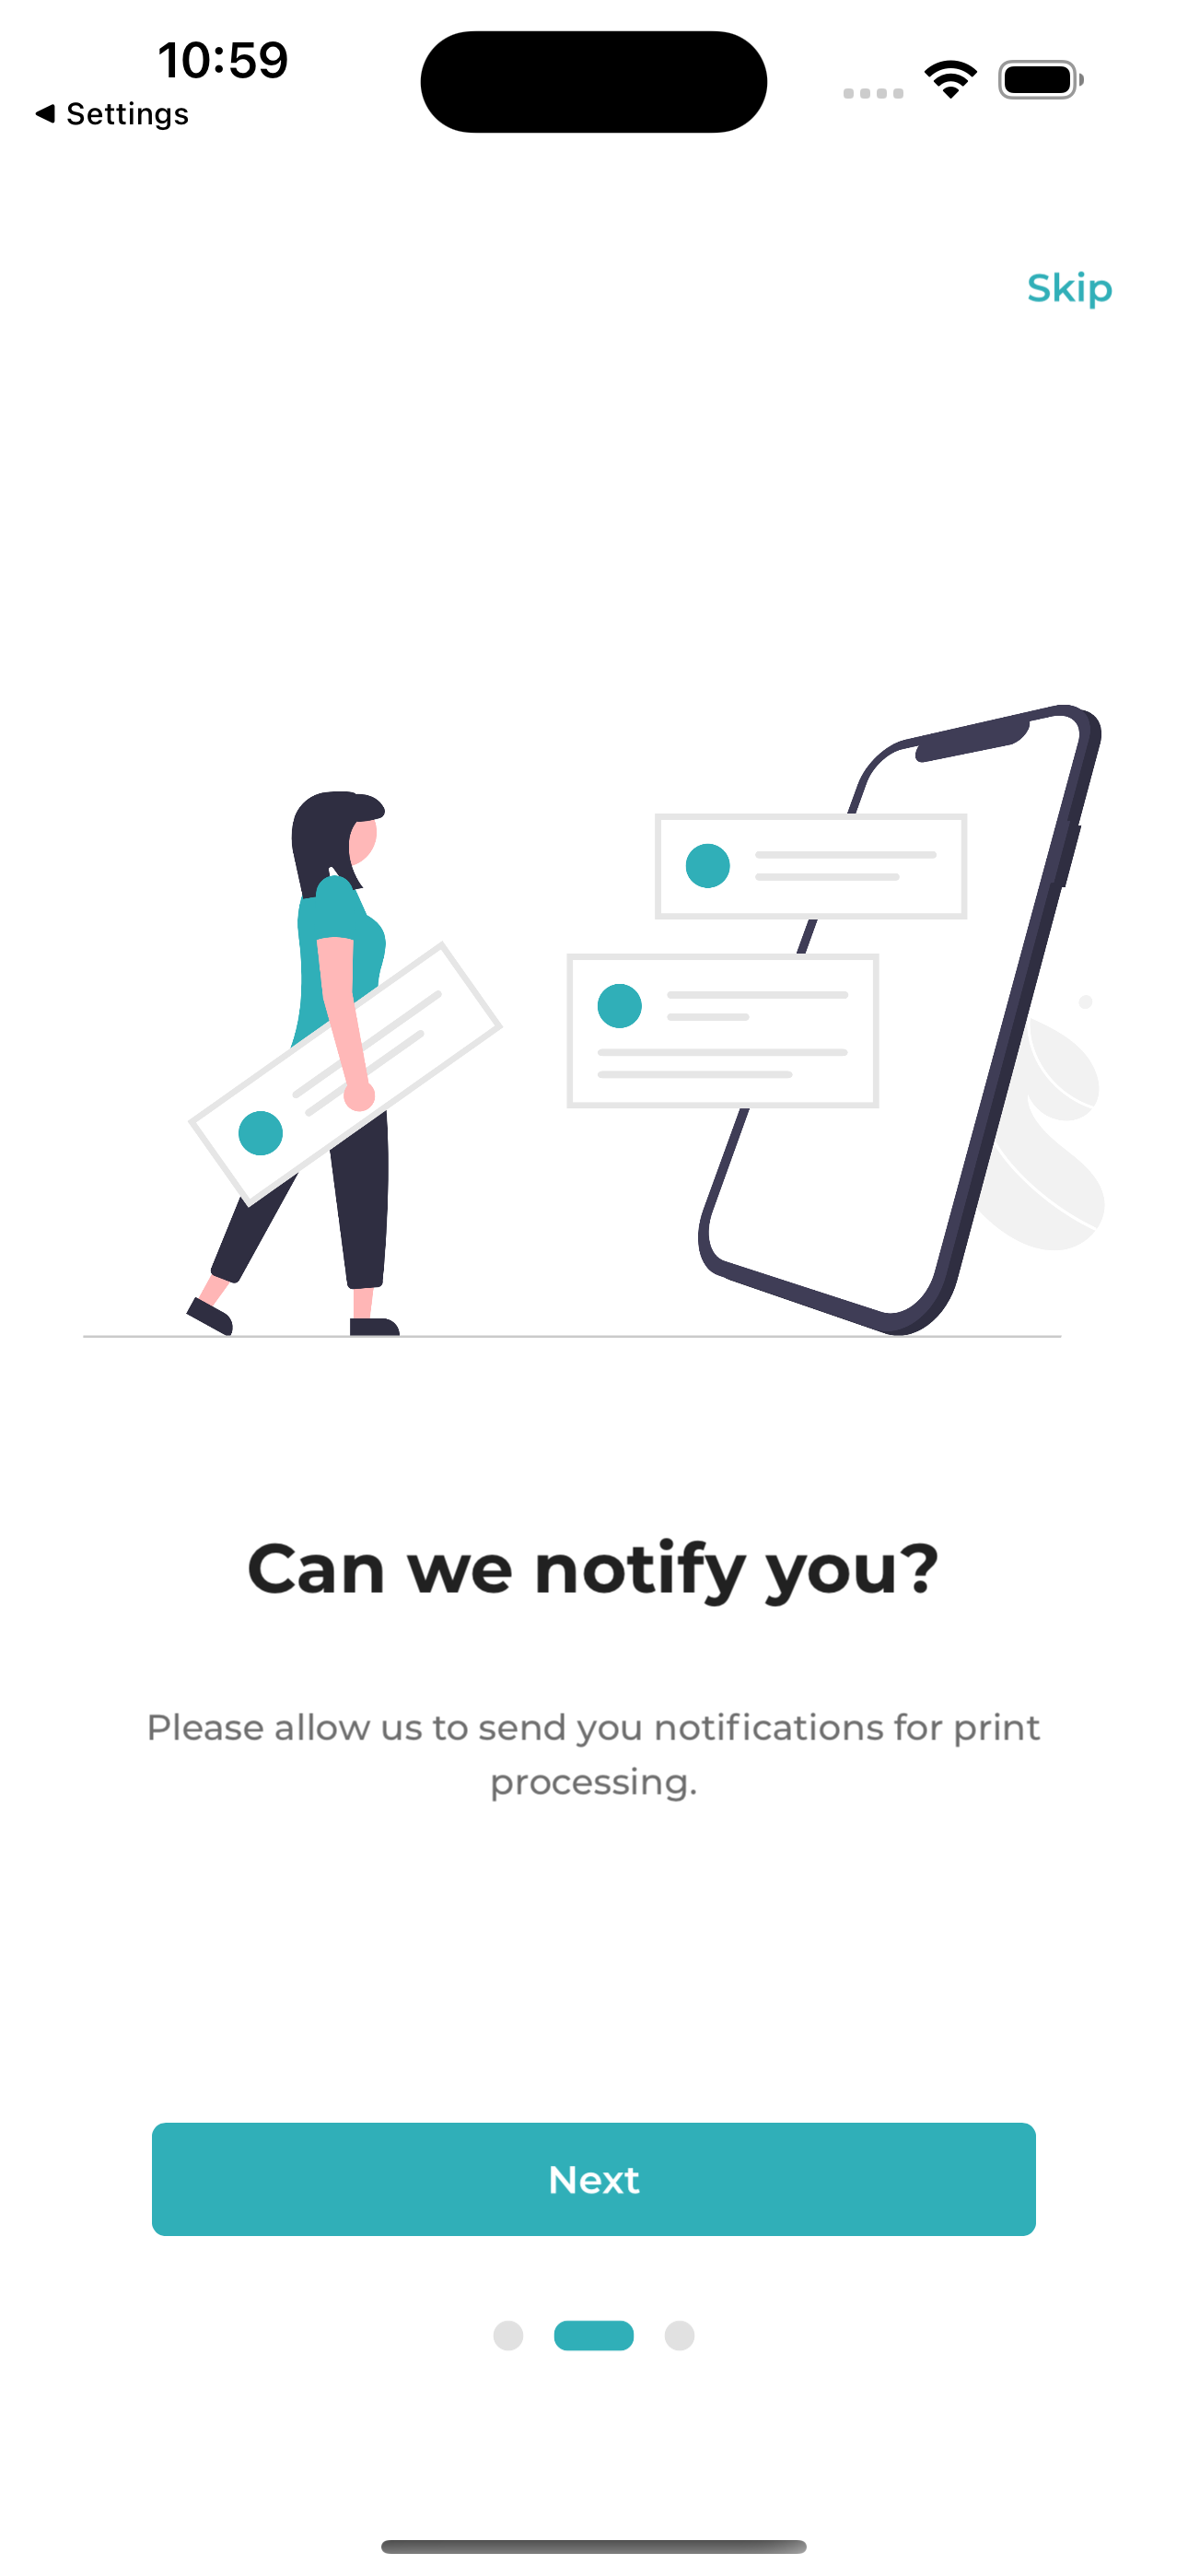 10:59
◀ Settings
Skip
Can we notify you?
Please allow us to send you notifications for print
processing.
Next